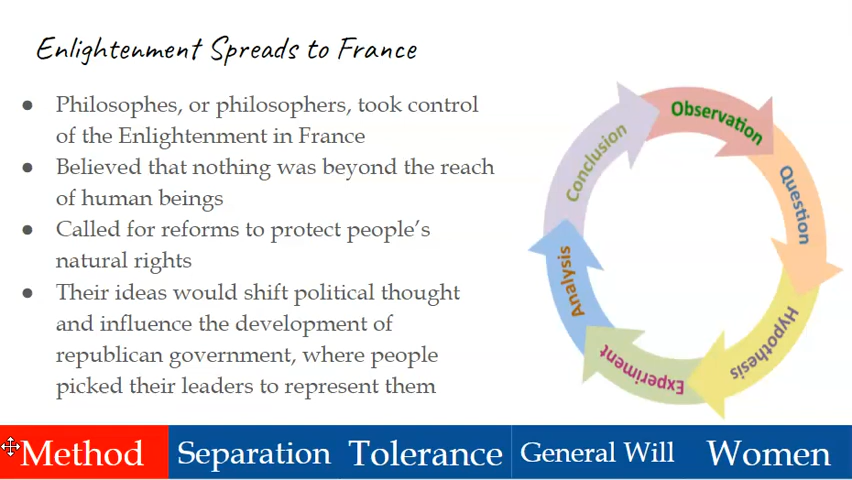 Enlightenment Spreads to France
● Philosophes, or philosophers, took control
of the Enlightenment in France
● Believed that nothing was beyond the reach
of human beings
● Called for reforms to protect people's
natural rights
● Their ideas would shift political thought
and influence the development of
republican government, where people
picked their leaders to represent them
Observation
Question
Hypothesis
Experiment
Analysis
Conclusion
Method Separation Tolerance General Will Women